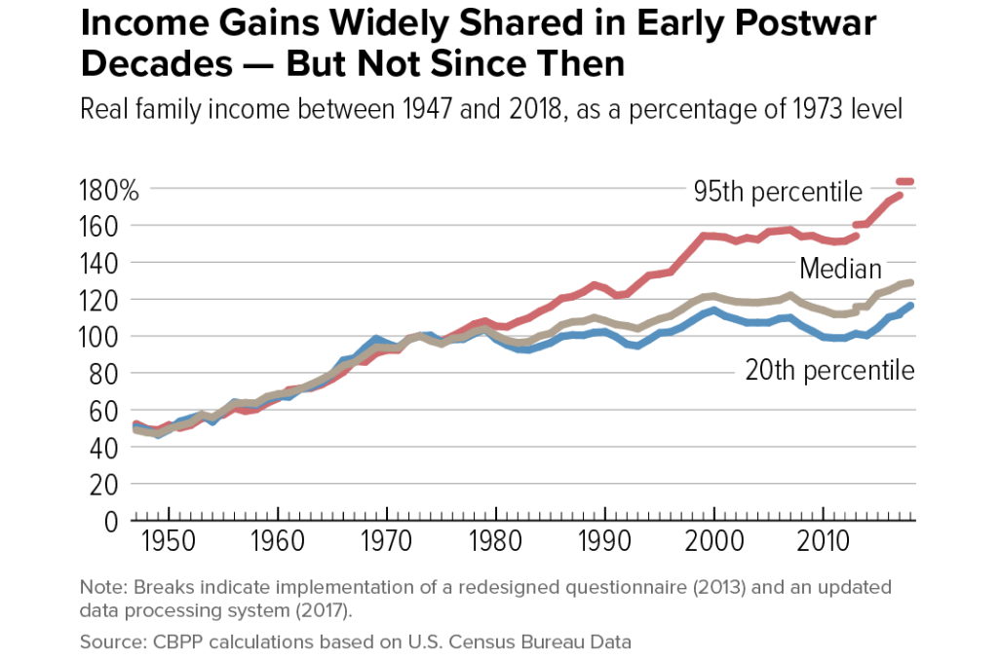 Income Gains Widely Shared in Early Postwar
Decades — But Not Since Then
Real family income between 1947 and 2018, as a percentage of 1973 level
180%
95th percentile
160
140
Median
120
100
80
20th percentile
60
40
20
0
1950 1960 1970 1980 1990 2000 2010
Note: Breaks indicate implementation of a redesigned questionnaire (2013) and an updated
data processing system (2017).
Source: CBPP calculations based on U.S. Census Bureau Data